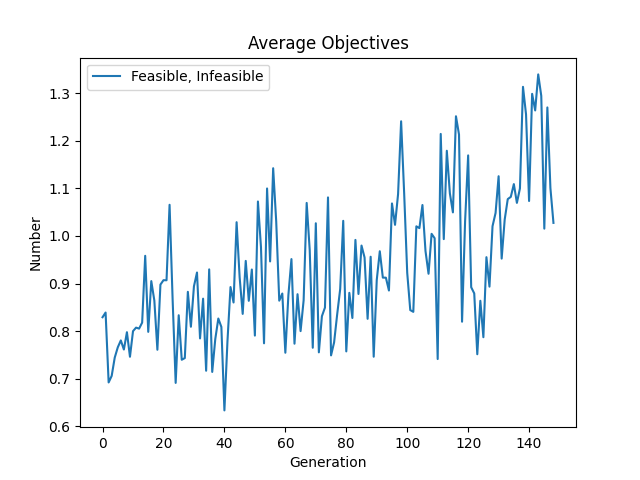 Average Objectives
Feasible, Infeasible
Number
1.3
1.2
1.1
1.0
0.9
0.8
0.7
0.6
0 20 40 60 80 100 120 140
Generation